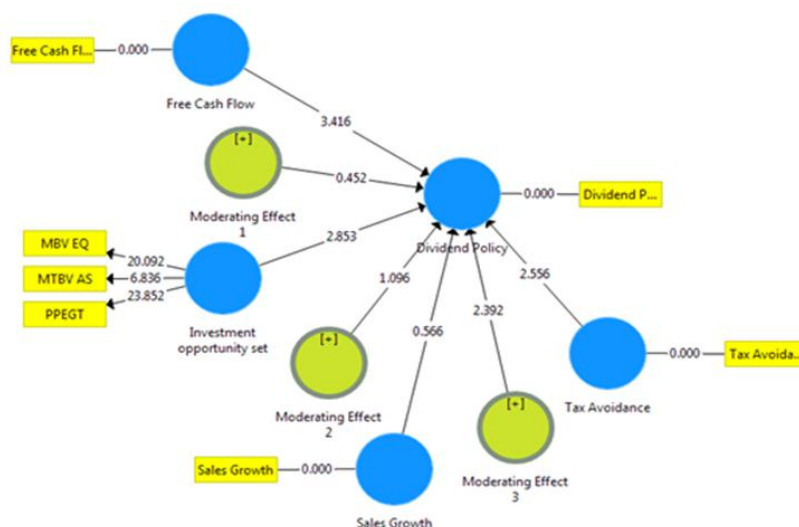 Free Cash Fl...
0.000
Free Cash Flow
3.416
[+]
0.452
Moderating Effect
1
MBV EQ
20.092
MTBV AS
6.836
PPEGT
23.852
Investment
opportunity set
2.853
Dividend Policy
0.000
Dividend P...
[+]
1.096
Moderating Effect
2
0.566
2.392
2.556
[+]
Moderating Effect
3
Tax Avoidance
0.000
Tax Avoida...
Sales Growth
0.000
Sales Growth